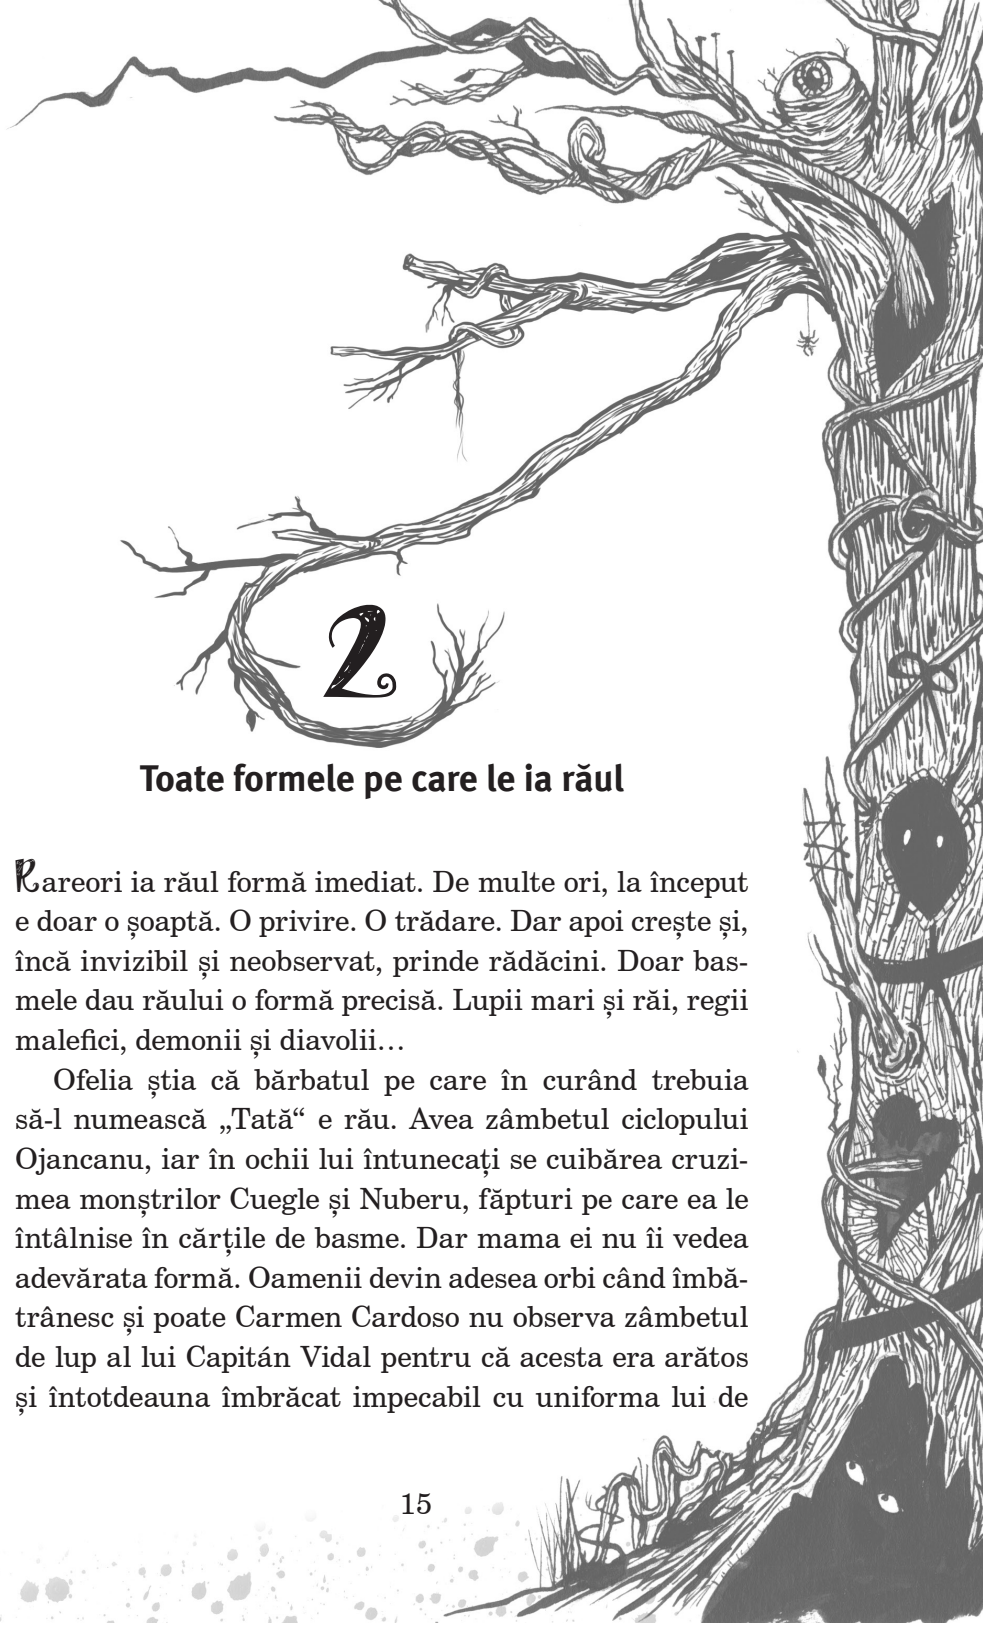 2
Toate formele pe care le ia răul
Rareori ia răul formă imediat. De multe ori, la început
e doar o șoaptă. O privire. O trădare. Dar apoi crește și,
încă invizibil și neobservat, prinde rădăcini. Doar bas-
mele dau răului o formă precisă. Lupii mari și răi, regii
malefici, demonii și diavolii…
Ofelia știa că bărbatul pe care în curând trebuia
să-l numească „Tată“ e rău. Avea zâmbetul ciclopului
Ojancanu, iar în ochii lui întunecați se cuibărea cruzi-
mea monștrilor Cuegle și Nuberu, făpturi pe care ea le
întâlnise în cărțile de basme. Dar mama ei nu îi vedea
adevărata formă. Oamenii devin adesea orbi când îmbă-
trânesc și poate Carmen Cardoso nu observa zâmbetul
de lup al lui Capitán Vidal pentru că acesta era arătos
și întotdeauna îmbrăcat impecabil cu uniforma lui de
15